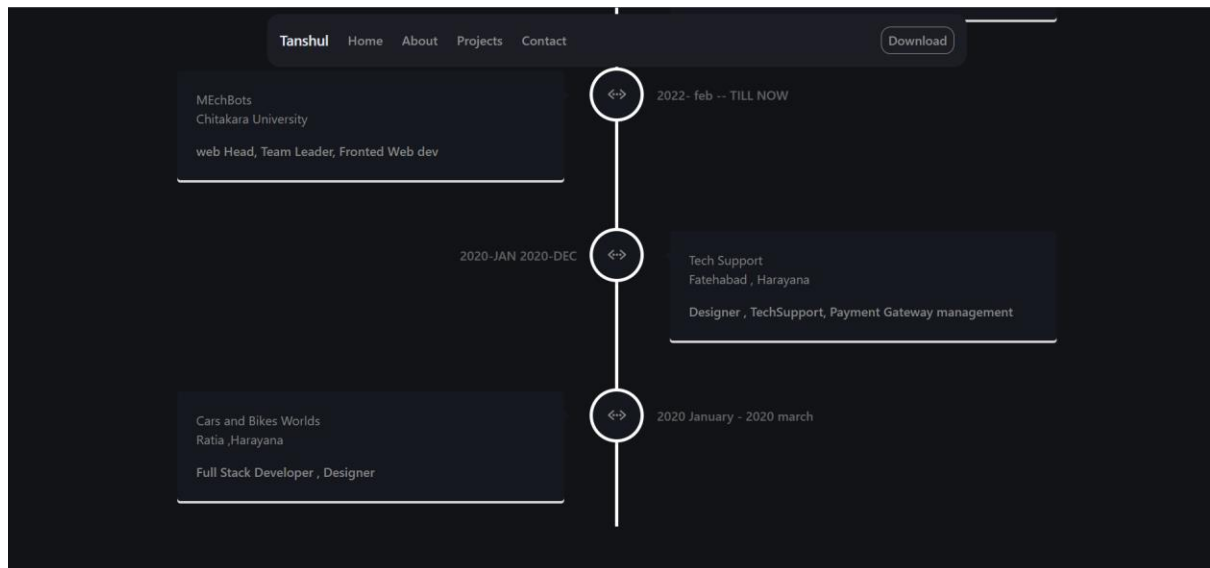 Tanshul Home About Projects Contact Download
MEchBots
Chitakara University
web Head, Team Leader, Fronted Web dev
2022- feb -- TILL NOW
2020-JAN 2020-DEC
Tech Support
Fatehabad , Harayana
Designer , TechSupport, Payment Gateway management
Cars and Bikes Worlds
Ratia ,Harayana
Full Stack Developer , Designer
2020 January - 2020 march